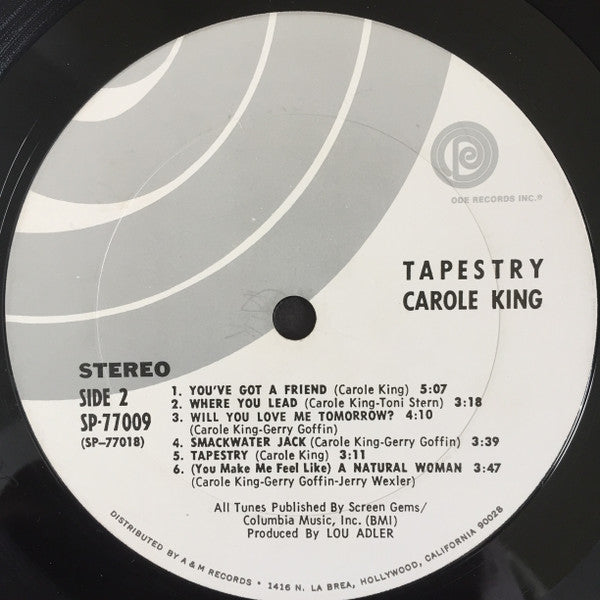 ODE RECORDS INC.®
TAPESTRY
CAROLE KING
STEREO
SIDE 2
SP-77009
(SP-77018)
1. YOU'VE GOT A FRIEND (Carole King) 5:07
2. WHERE YOU LEAD (Carole King-Toni Stern) 3:18
3. WILL YOU LOVE ME TOMORROW? 4:10
(Carole King-Gerry Goffin)
4. SMACKWATER JACK (Carole King-Gerry Goffin) 3:39
5. TAPESTRY (Carole King) 3:11
6. (You Make Me Feel Like) A NATURAL WOMAN 3:47
(Carole King-Gerry Goffin-Jerry Wexler)
All Tunes Published By Screen Gems/
Columbia Music, Inc. (BMI)
Produced By LOU ADLER
DISTRIBUTED BY A & M RECORDS • 1416 N. LA BREA, HOLLYWOOD, CALIFORNIA 90028